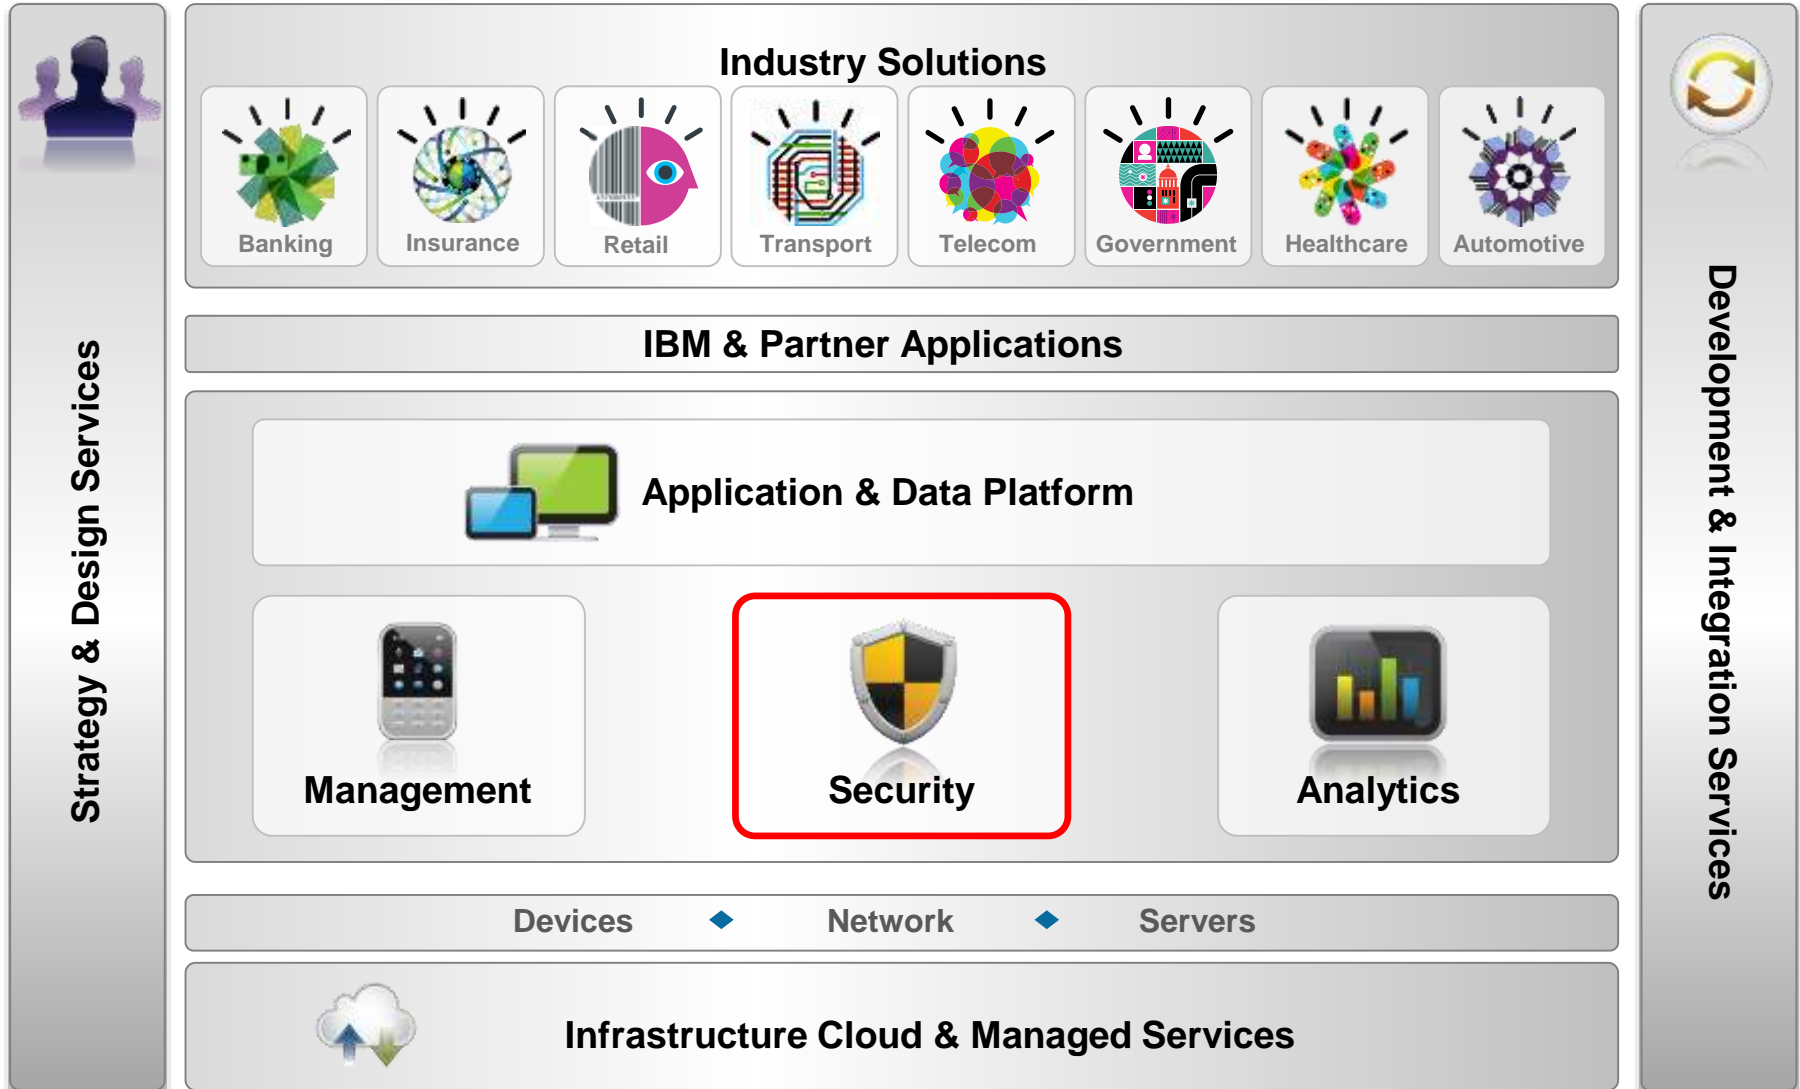 Strategy & Design Services
Industry Solutions
Banking
Insurance
Retail
Transport
Telecom
Government
Healthcare
Automotive
IBM & Partner Applications
Application & Data Platform
Management
Security
Analytics
Devices
Network
Servers
Infrastructure Cloud & Managed Services
Development & Integration Services